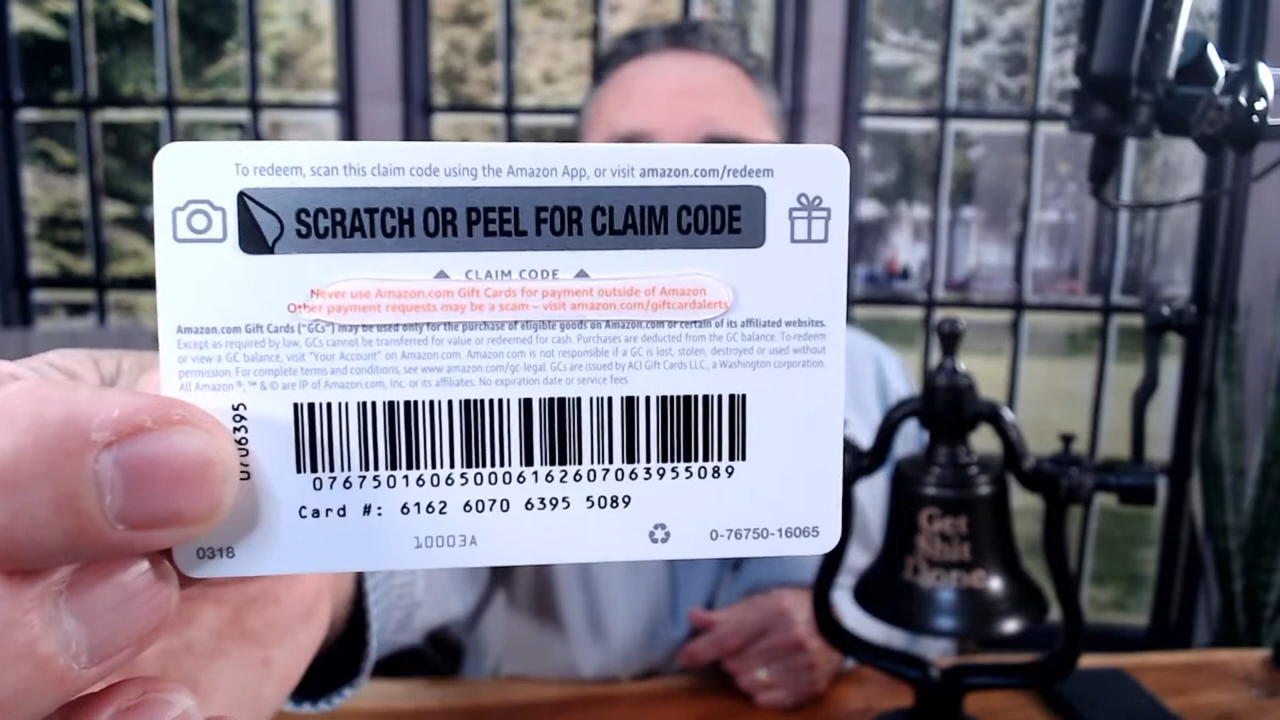 To redeem, scan this claim code using the Amazon App, or visit amazon.com/redeem
SCRATCH OR PEEL FOR CLAIM CODE
CLAIM CODE
Never use Amazon.com Gift Cards for payment outside of Amazon
Other payment requests may be a scam – visit amazon.com/giftcardalerts
Amazon.com Gift Cards ("GCs") may be used only for the purchase of eligible goods on Amazon.com or certain of its affiliated websites.
Except as required by law, GCs cannot be transferred for value or redeemed for cash. Purchases are deducted from the GC balance. To redeem
or view a GC balance, visit "Your Account" on Amazon.com. Amazon.com is not responsible if a GC is lost, stolen, destroyed or used without
permission. For complete terms and conditions, see www.amazon.com/gc-legal. GCs are issued by ACI Gift Cards LLC., a Washington corporation.
All Amazon ®, ™ & © are IP of Amazon.com, Inc. or its affiliates. No expiration date or service fees.
0706395
076750160650006162607063955089
Card #: 6162 6070 6395 5089
0318
10003A
0-76750-16065
Get
Shit
Done